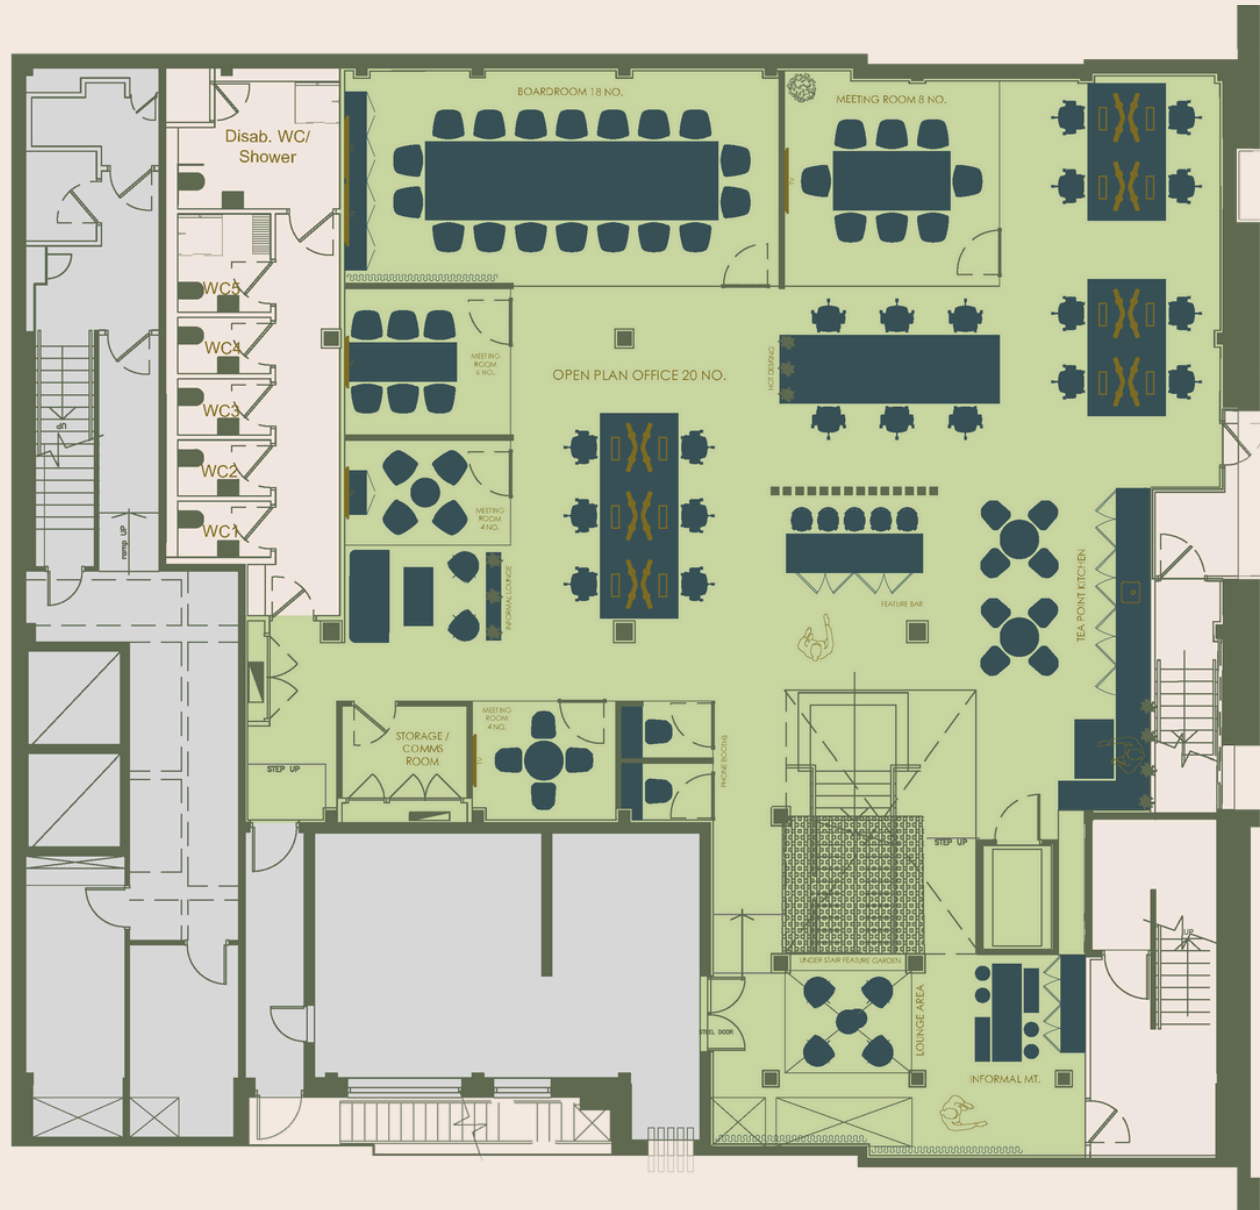 BOARDROOM 18 NO.
MEETING ROOM 8 NO.
Disab. WC/
Shower
WC5
WC4
WC3
WC2
WC1
MEETING
ROOM
6 NO.
OPEN PLAN OFFICE 20 NO.
HOT DESKING
MEETING
ROOM
4 NO.
INFORMAL LOUNGE
FEATURE BAR
TEA POINT KITCHEN
ramp UP
MEETING
ROOM
4 NO.
STORAGE /
COMMS
ROOM
PHONE BOOTHS
STEP UP
STEP UP
UP
UNDER STAIR FEATURE GARDEN
LOUNGE AREA
INFORMAL MT.